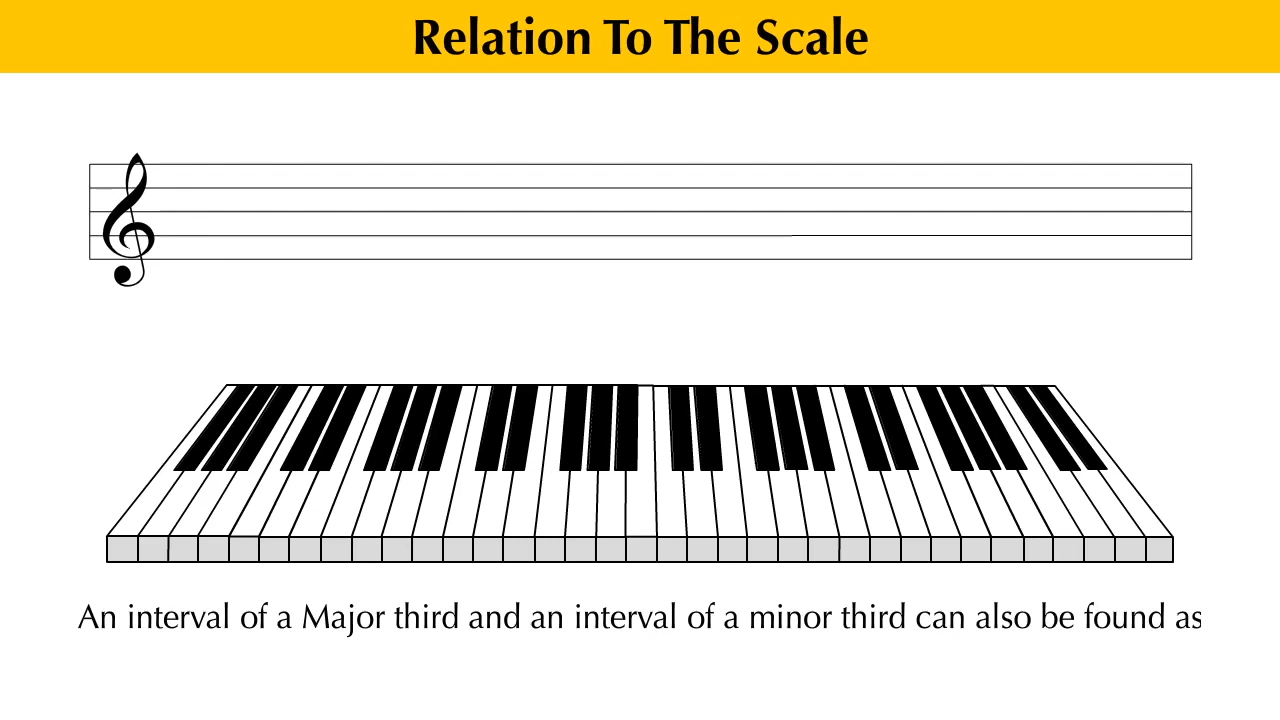 Relation To The Scale
An interval of a Major third and an interval of a minor third can also be found as